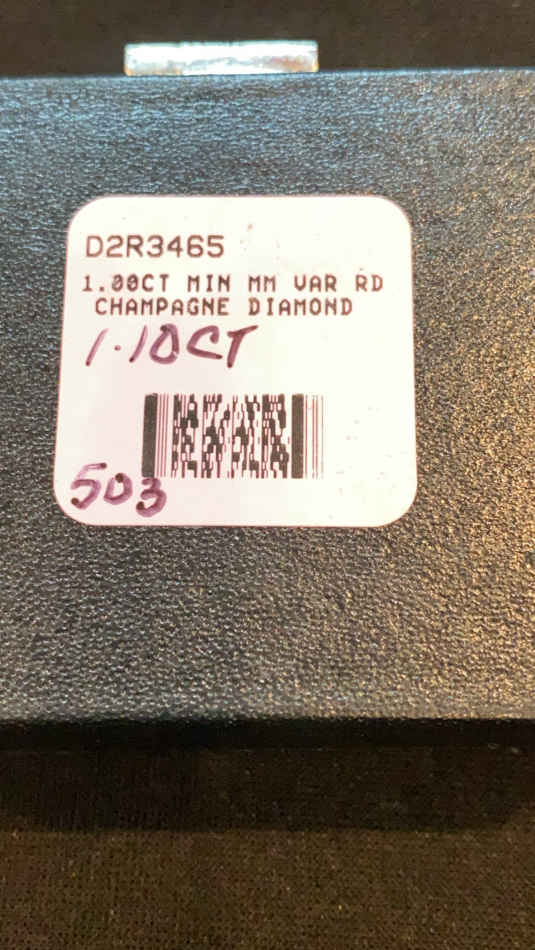 D2R3465
1.00CT MIN MM VAR RD
CHAMPAGNE DIAMOND
1.10CT
503